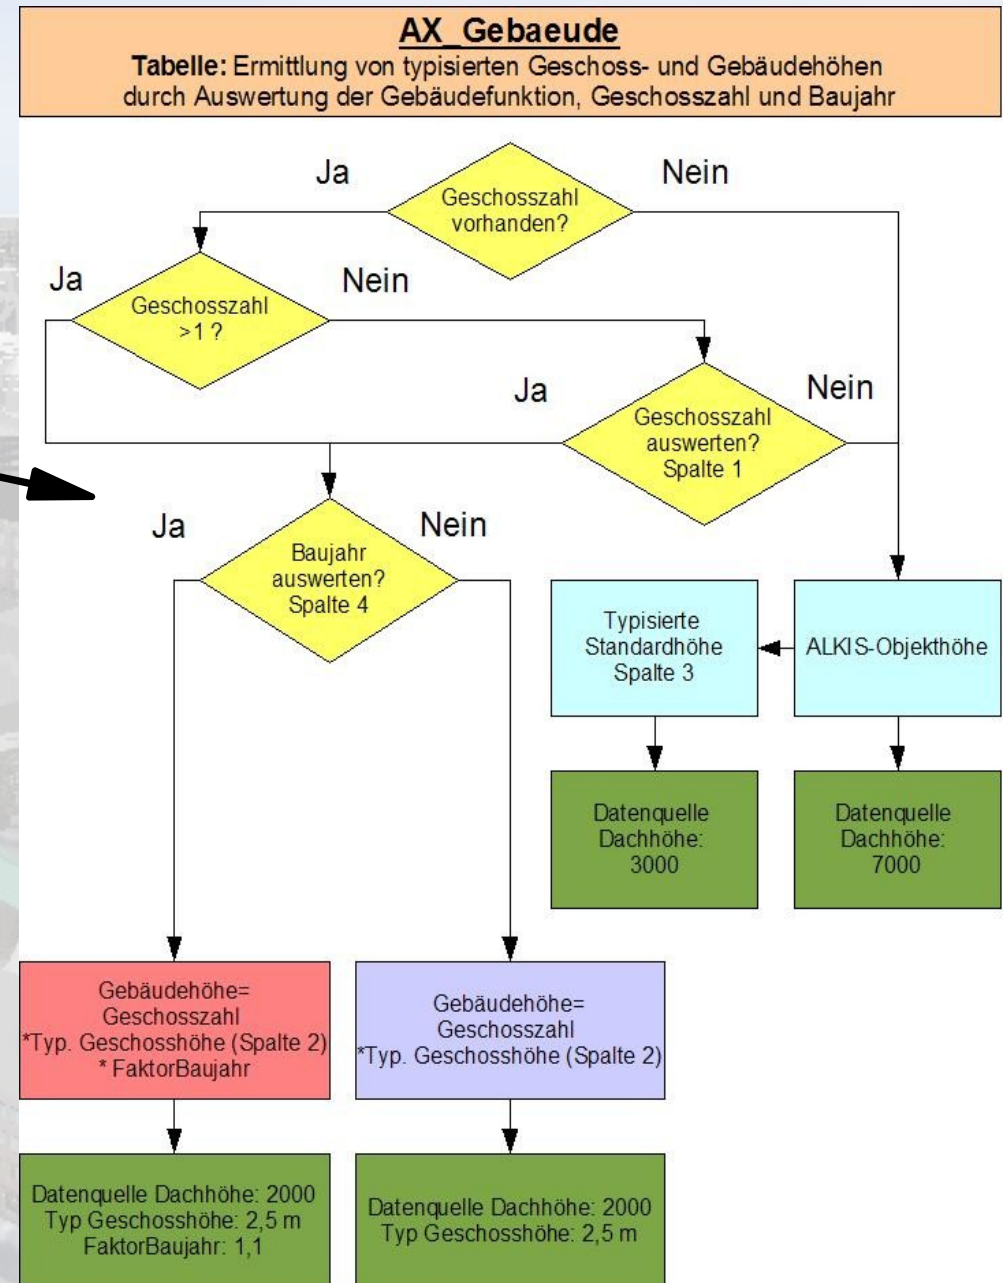 AX_Gebaeude
Tabelle: Ermittlung von typisierten Geschoss- und Gebäudehöhen
durch Auswertung der Gebäudefunktion, Geschosszahl und Baujahr
Ja
Nein
Geschosszahl
vorhanden?
Ja
Nein
Geschosszahl
>1 ?
Ja
Nein
Geschosszahl
auswerten?
Spalte 1
Ja
Nein
Baujahr
auswerten?
Spalte 4
Typisierte
Standardhöhe
Spalte 3
ALKIS-Objekthöhe
Datenquelle
Dachhöhe:
3000
Datenquelle
Dachhöhe:
7000
Gebäudehöhe=
Geschosszahl
*Typ. Geschosshöhe (Spalte 2)
* FaktorBaujahr
Gebäudehöhe=
Geschosszahl
*Typ. Geschosshöhe (Spalte 2)
Datenquelle Dachhöhe: 2000
Typ Geschosshöhe: 2,5 m
FaktorBaujahr: 1,1
Datenquelle Dachhöhe: 2000
Typ Geschosshöhe: 2,5 m